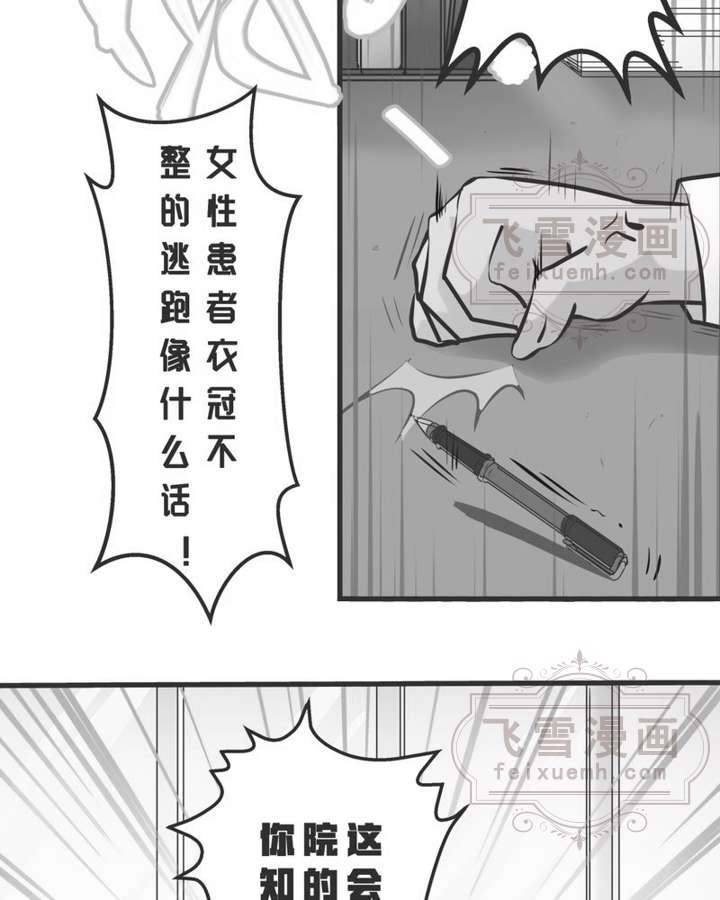 女性患者衣冠不
整的逃跑像什么话！
飞雪漫画
feixuemh.com
飞雪漫画
feixuemh.com
这会
院的
你知